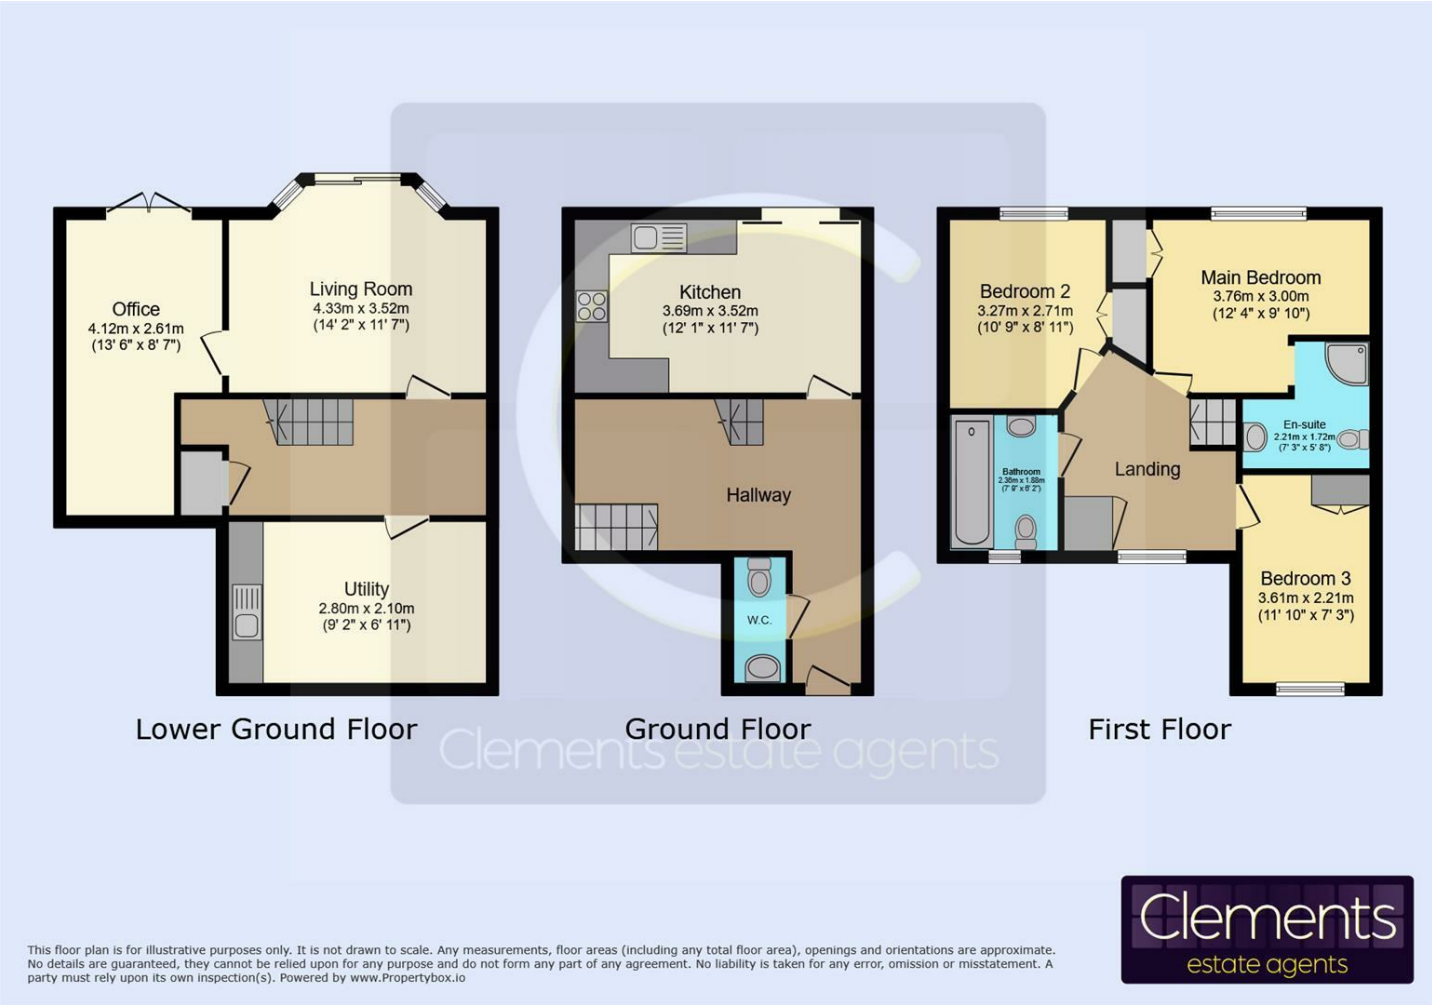 Office
4.12m x 2.61m
(13' 6" x 8' 7")
Living Room
4.33m x 3.52m
(14' 2" x 11' 7")
Utility
2.80m x 2.10m
(9' 2" x 6' 11")
Lower Ground Floor
Kitchen
3.69m x 3.52m
(12' 1" x 11' 7")
Hallway
W.C.
Ground Floor
Bedroom 2
3.27m x 2.71m
(10' 9" x 8' 11")
Main Bedroom
3.76m x 3.00m
(12' 4" x 9' 10")
En-suite
2.21m x 1.72m
(7' 3" x 5' 8")
Bathroom
2.36m x 1.88m
(7' 9" x 6' 2")
Landing
Bedroom 3
3.61m x 2.21m
(11' 10" x 7' 3")
First Floor
Clements estate agents
Clements
estate agents
This floor plan is for illustrative purposes only. It is not drawn to scale. Any measurements, floor areas (including any total floor area), openings and orientations are approximate.
No details are guaranteed, they cannot be relied upon for any purpose and do not form any part of any agreement. No liability is taken for any error, omission or misstatement. A
party must rely upon its own inspection(s). Powered by www.Propertybox.io